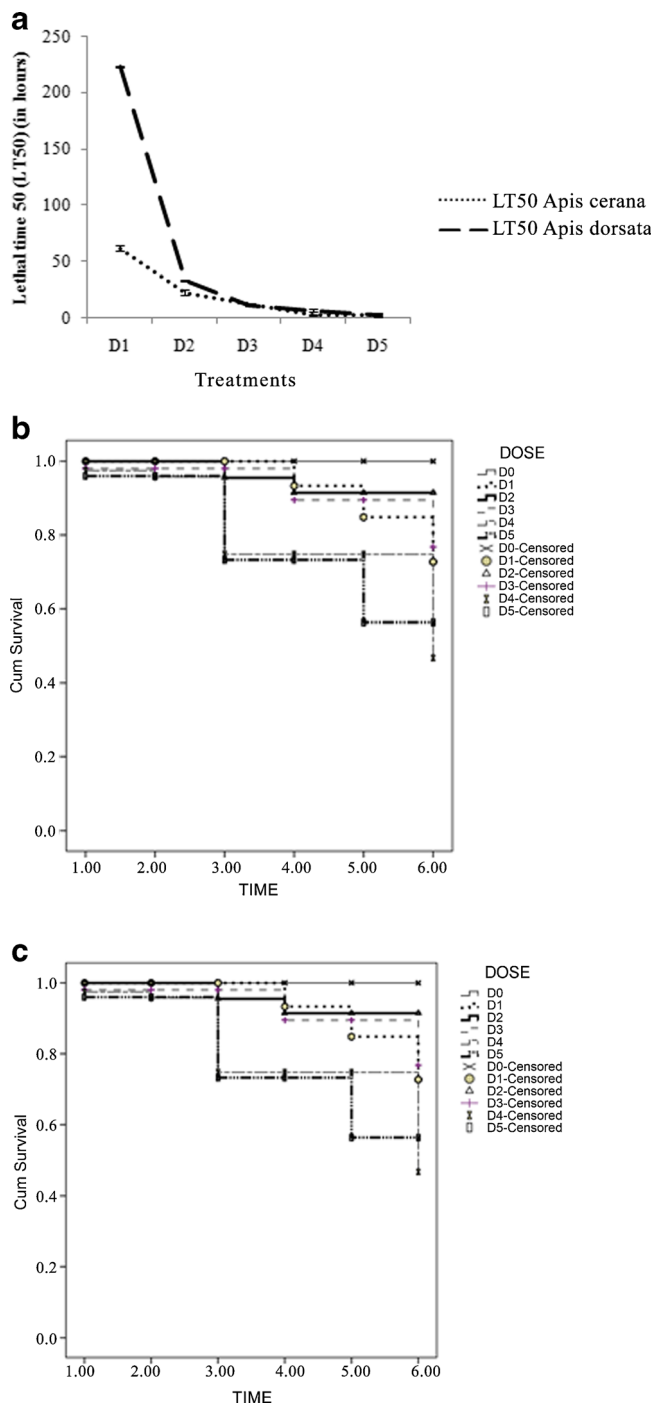 a
Lethal time 50 (LT50) (in hours)
250
200
150
100
50
0
D1 D2 D3 D4 D5
Treatments
LT50 Apis cerana
LT50 Apis dorsata
b
Cum Survival
1.0
0.8
0.6
0.4
0.2
0.0
1.00 2.00 3.00 4.00 5.00 6.00
TIME
DOSE
D0
D1
D2
D3
D4
D5
D0-Censored
D1-Censored
D2-Censored
D3-Censored
D4-Censored
D5-Censored
c
Cum Survival
1.0
0.8
0.6
0.4
0.2
0.0
1.00 2.00 3.00 4.00 5.00 6.00
TIME
DOSE
D0
D1
D2
D3
D4
D5
D0-Censored
D1-Censored
D2-Censored
D3-Censored
D4-Censored
D5-Censored